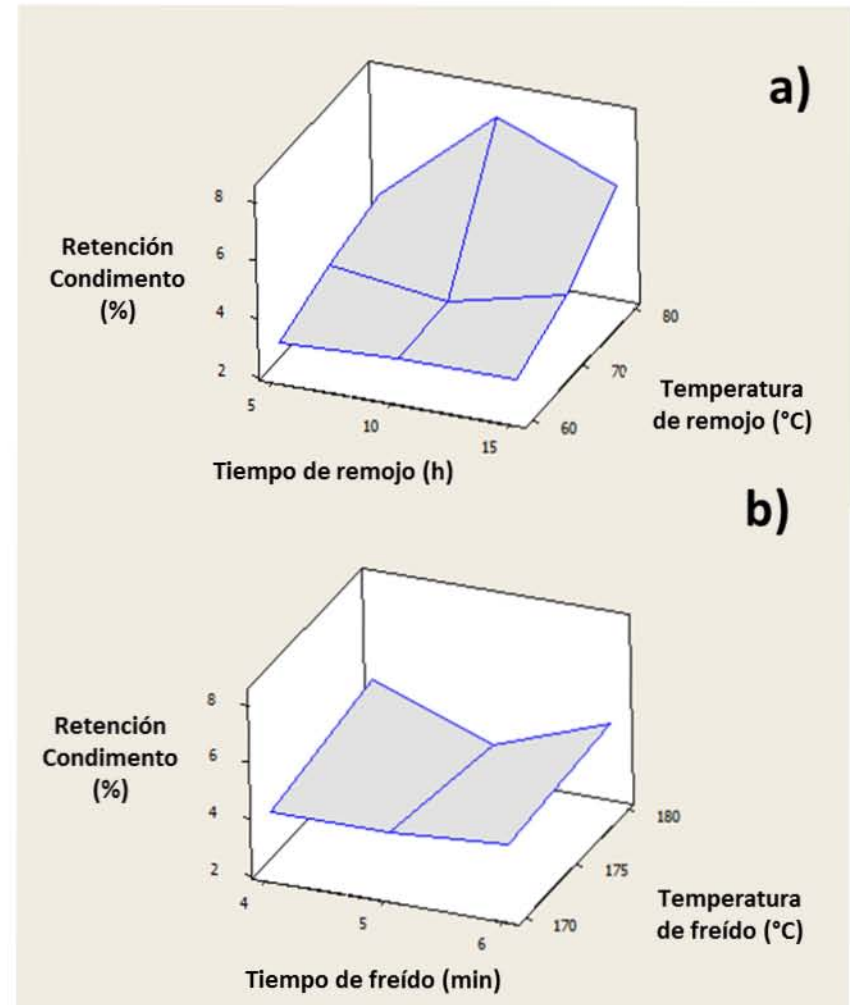 a)
8
6
4
2
Retención
Condimento
(%)
5
10
15
Tiempo de remojo (h)
60
70
80
Temperatura
de remojo (°C)
b)
8
6
4
2
Retención
Condimento
(%)
4
5
6
Tiempo de freído (min)
170
175
180
Temperatura
de freído (°C)